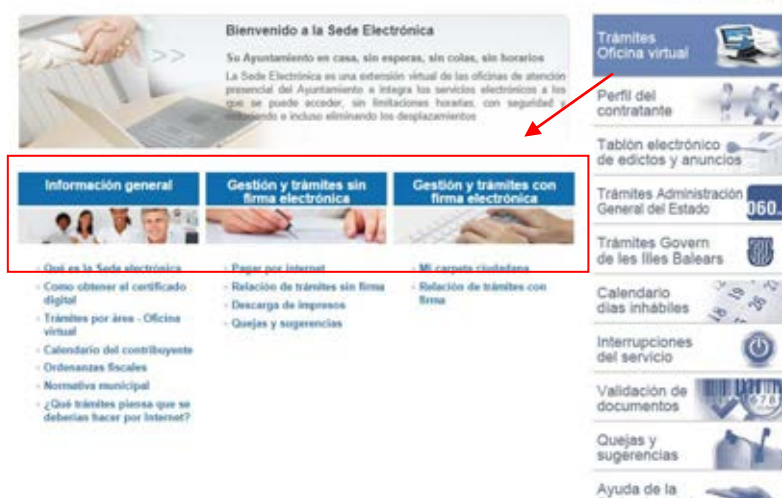 Bienvenido a la Sede Electrónica
Su Ayuntamiento en casa, sin esperas, sin colas, sin horarios
La Sede Electrónica es una extensión virtual de las oficinas de atención
presencial del Ayuntamiento e integra los servicios electrónicos a los
que se puede acceder, sin limitaciones horarias, con seguridad y
e incluso eliminando los desplazamientos
Información general
Qué es la Sede electrónica
Como obtener el certificado
digital
Trámites por área - Oficina
virtual
Calendario del contribuyente
Ordenanzas fiscales
Normativa municipal
¿Qué trámites piensa que se
deberían hacer por Internet?
Gestión y trámites sin
firma electrónica
Pagar por internet
Relación de trámites sin firma
Descarga de impresos
Quejas y sugerencias
Gestión y trámites con
firma electrónica
Mi carpeta ciudadana
Relación de trámites con
firma
Trámites
Oficina virtual
Perfil del
contratante
Tablón electrónico
de edictos y anuncios
Trámites Administración
General del Estado
060
Trámites Govern
de les Illes Balears
Calendario
días inhábiles
Interrupciones
del servicio
Validación de
documentos
Quejas y
sugerencias
Ayuda de la